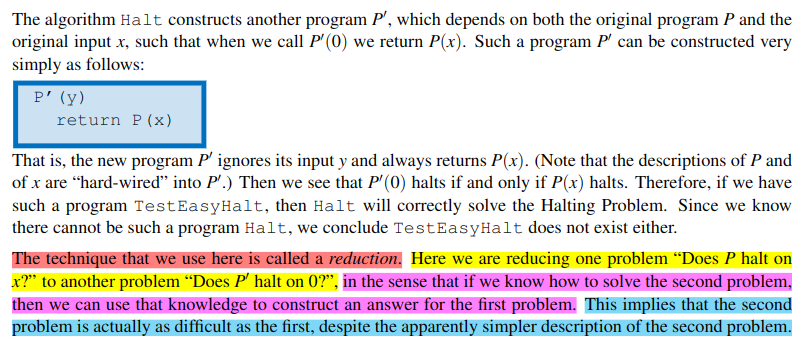 The algorithm Halt constructs another program P′, which depends on both the original program P and the
original input x, such that when we call P′(0) we return P(x). Such a program P′ can be constructed very
simply as follows:
P′(y)
return P(x)
That is, the new program P′ ignores its input y and always returns P(x). (Note that the descriptions of P and
of x are “hard-wired” into P′.) Then we see that P′(0) halts if and only if P(x) halts. Therefore, if we have
such a program TestEasyHalt, then Halt will correctly solve the Halting Problem. Since we know
there cannot be such a program Halt, we conclude TestEasyHalt does not exist either.
The technique that we use here is called a reduction. Here we are reducing one problem “Does P halt on
x?” to another problem “Does P′ halt on 0?”, in the sense that if we know how to solve the second problem,
then we can use that knowledge to construct an answer for the first problem. This implies that the second
problem is actually as difficult as the first, despite the apparently simpler description of the second problem.